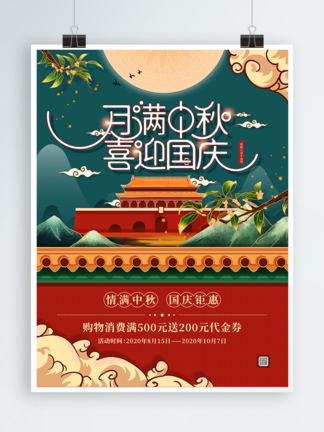 月满中秋
喜迎国庆
情满中秋 国庆钜惠
购物消费满500元送200元代金券
活动时间:2020年8月15日——2020年10月7日